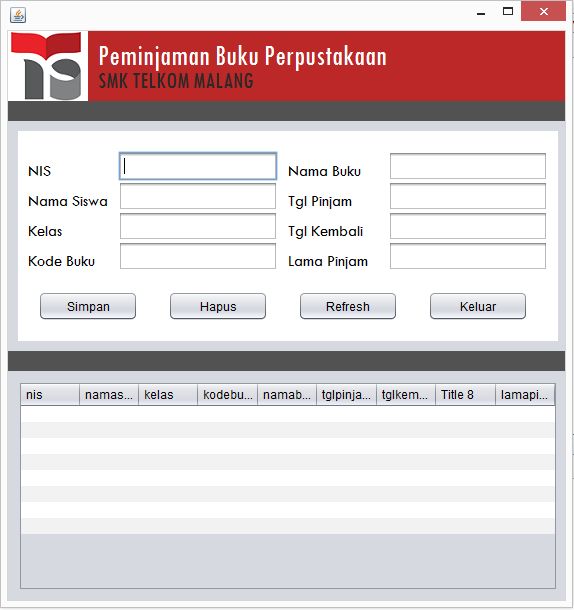 Peminjaman Buku Perpustakaan
SMK TELKOM MALANG
NIS
Nama Buku
Nama Siswa
Tgl Pinjam
Kelas
Tgl Kembali
Kode Buku
Lama Pinjam
Simpan Hapus Refresh Keluar
nis namas... kelas kodebu... namab... tglpinja... tglkem... Title 8 lamapi...